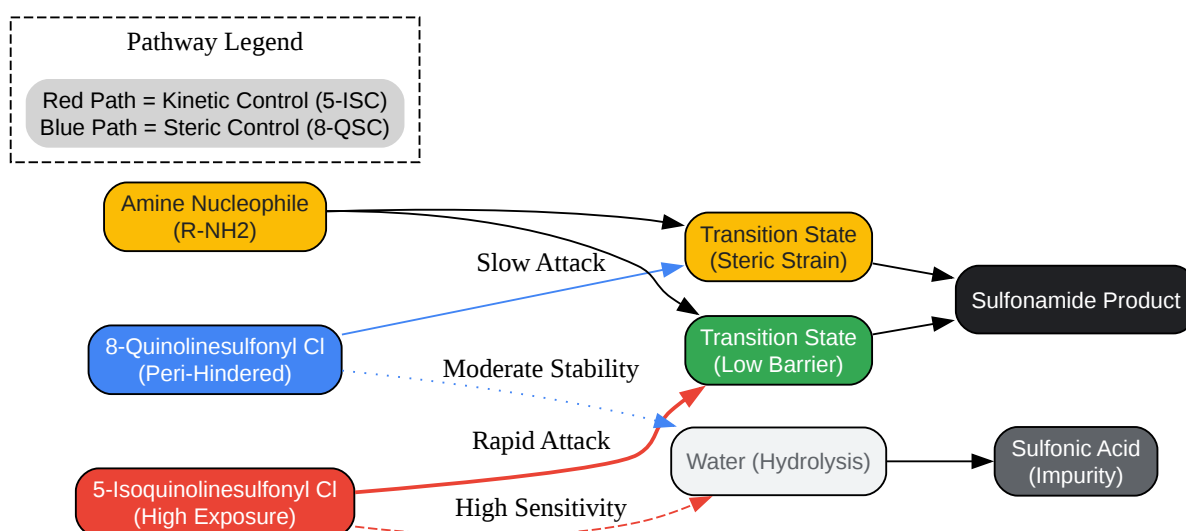 Pathway Legend
Red Path = Kinetic Control (5-ISC)
Blue Path = Steric Control (8-QSC)
Amine Nucleophile
(R-NH2)
Transition State
(Steric Strain)
Slow Attack
Sulfonamide Product
8-Quinolinesulfonyl Cl
(Peri-Hindered)
Transition State
(Low Barrier)
Moderate Stability
Rapid Attack
Water (Hydrolysis)
Sulfonic Acid
(Impurity)
5-Isoquinolinesulfonyl Cl
(High Exposure)
High Sensitivity